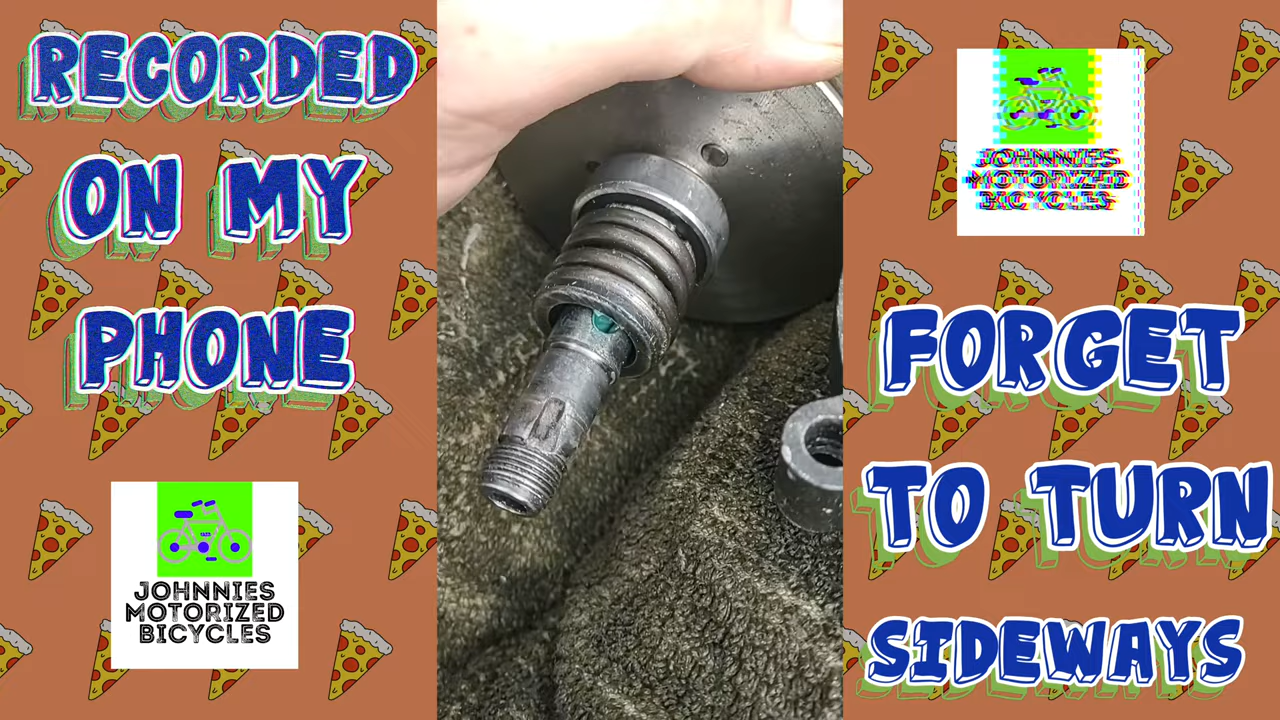 RECORDED
ON MY
PHONE
JOHNNIES
MOTORIZED
BICYCLES
JOHNNIES
MOTORIZED
BICYCLES
FORGET
TO TURN
SIDEWAYS